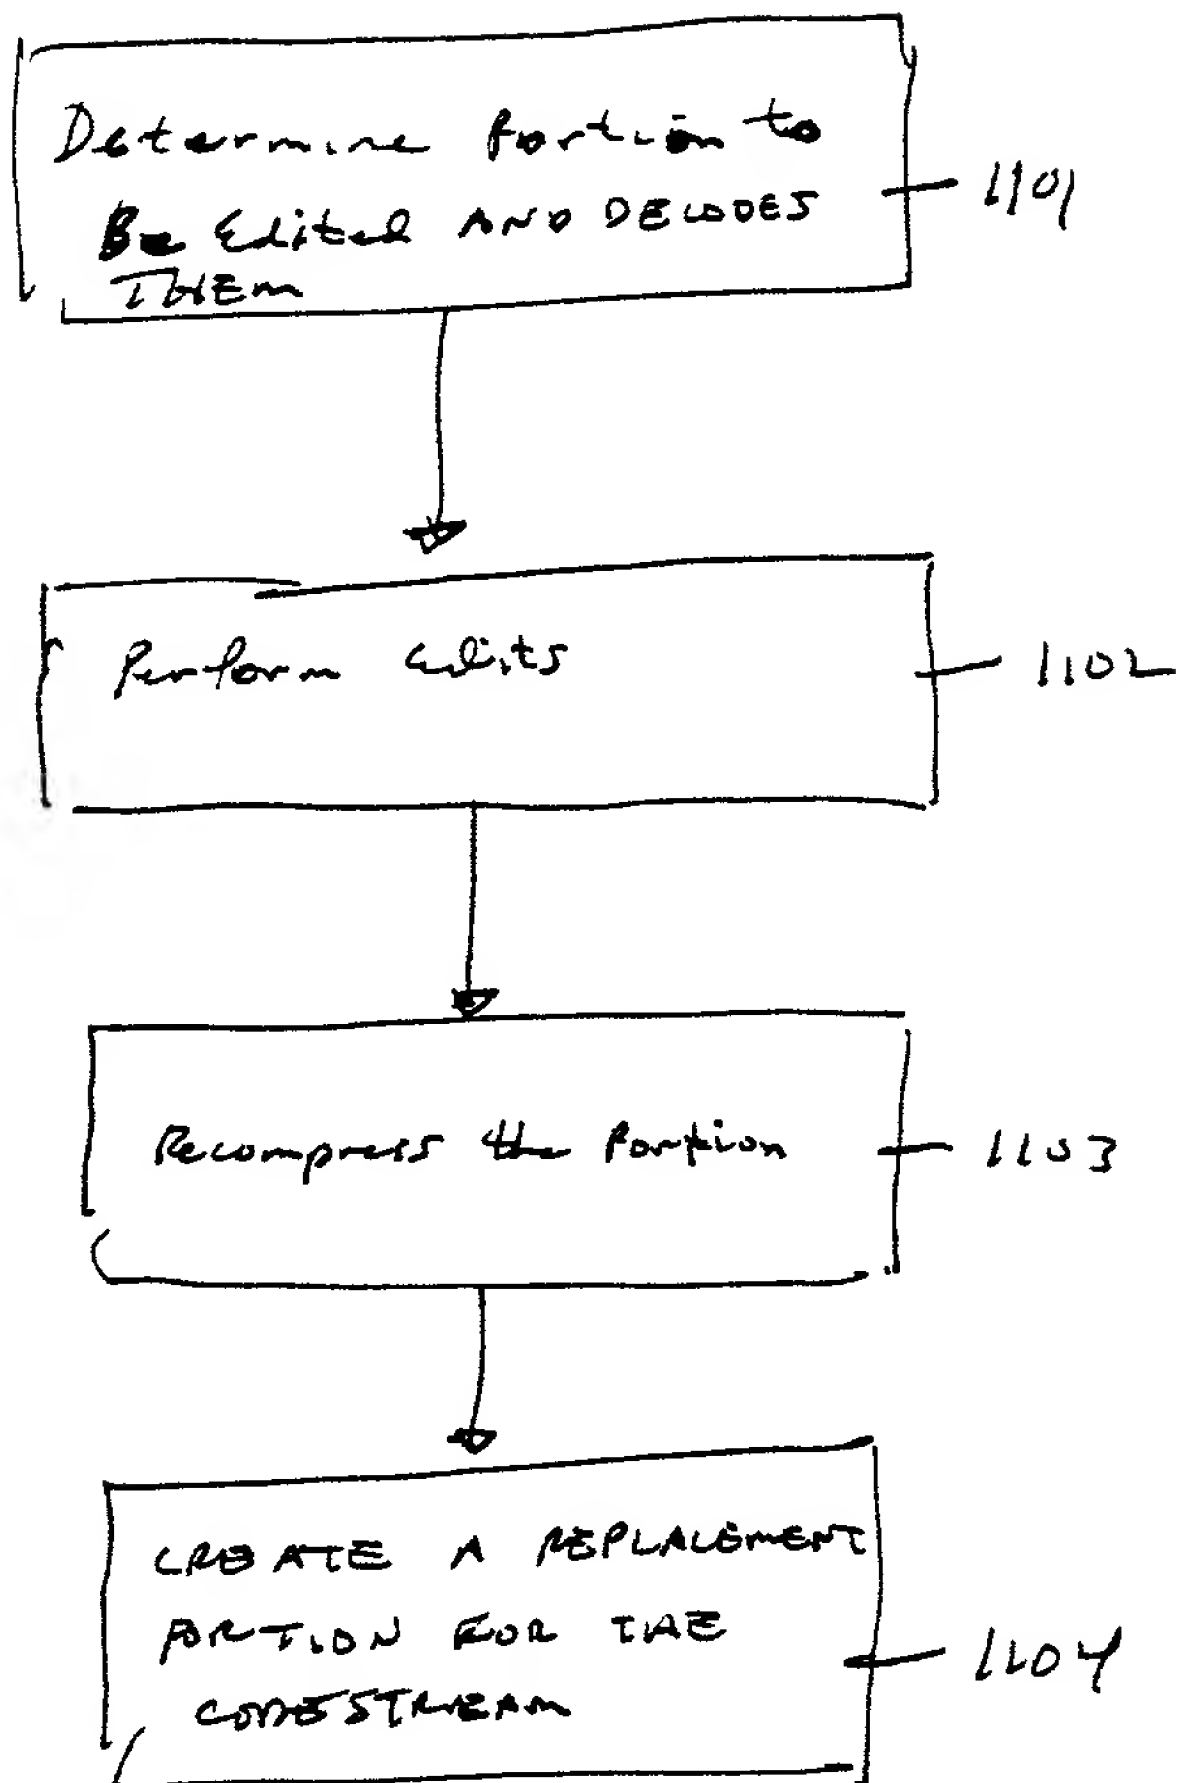 Determine Portion to
Be Edited AND DECODES
THEM
1101
Perform edits
1102
Recompress the Portion
1103
CREATE A REPLACEMENT
PORTION FOR THE
CODESTREAM
1104